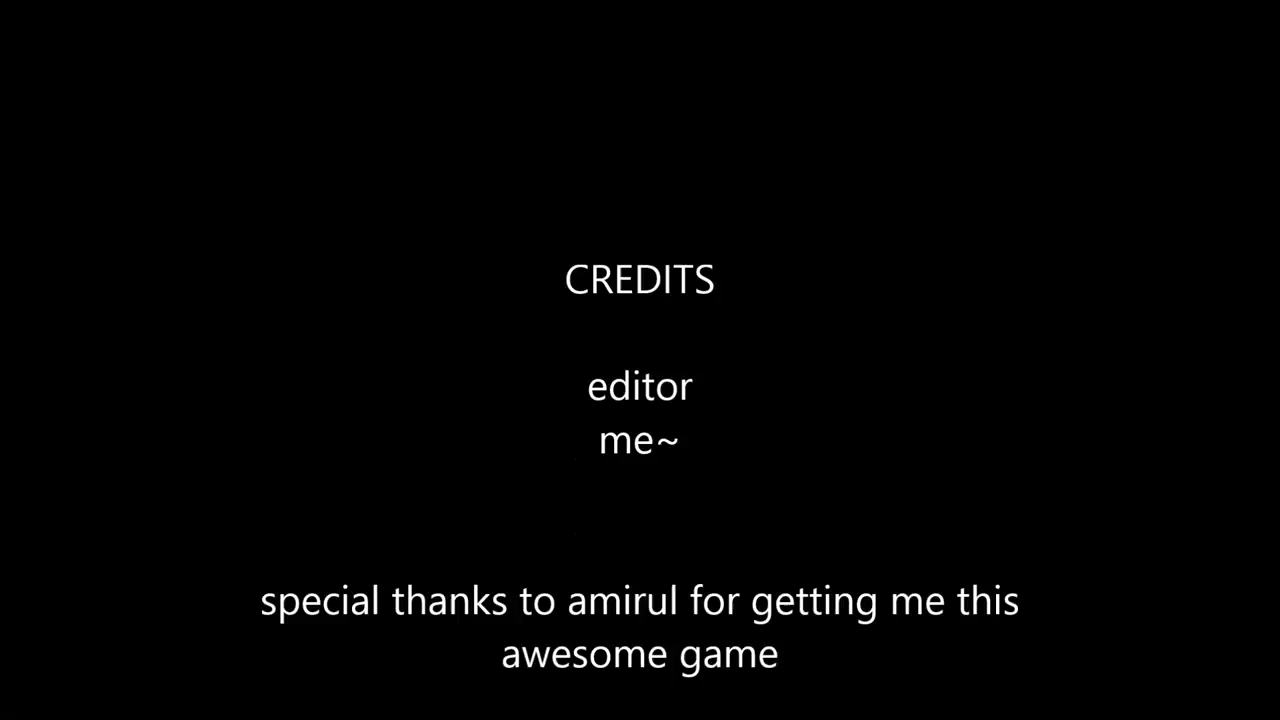 CREDITS
editor
me~
special thanks to amirul for getting me this
awesome game